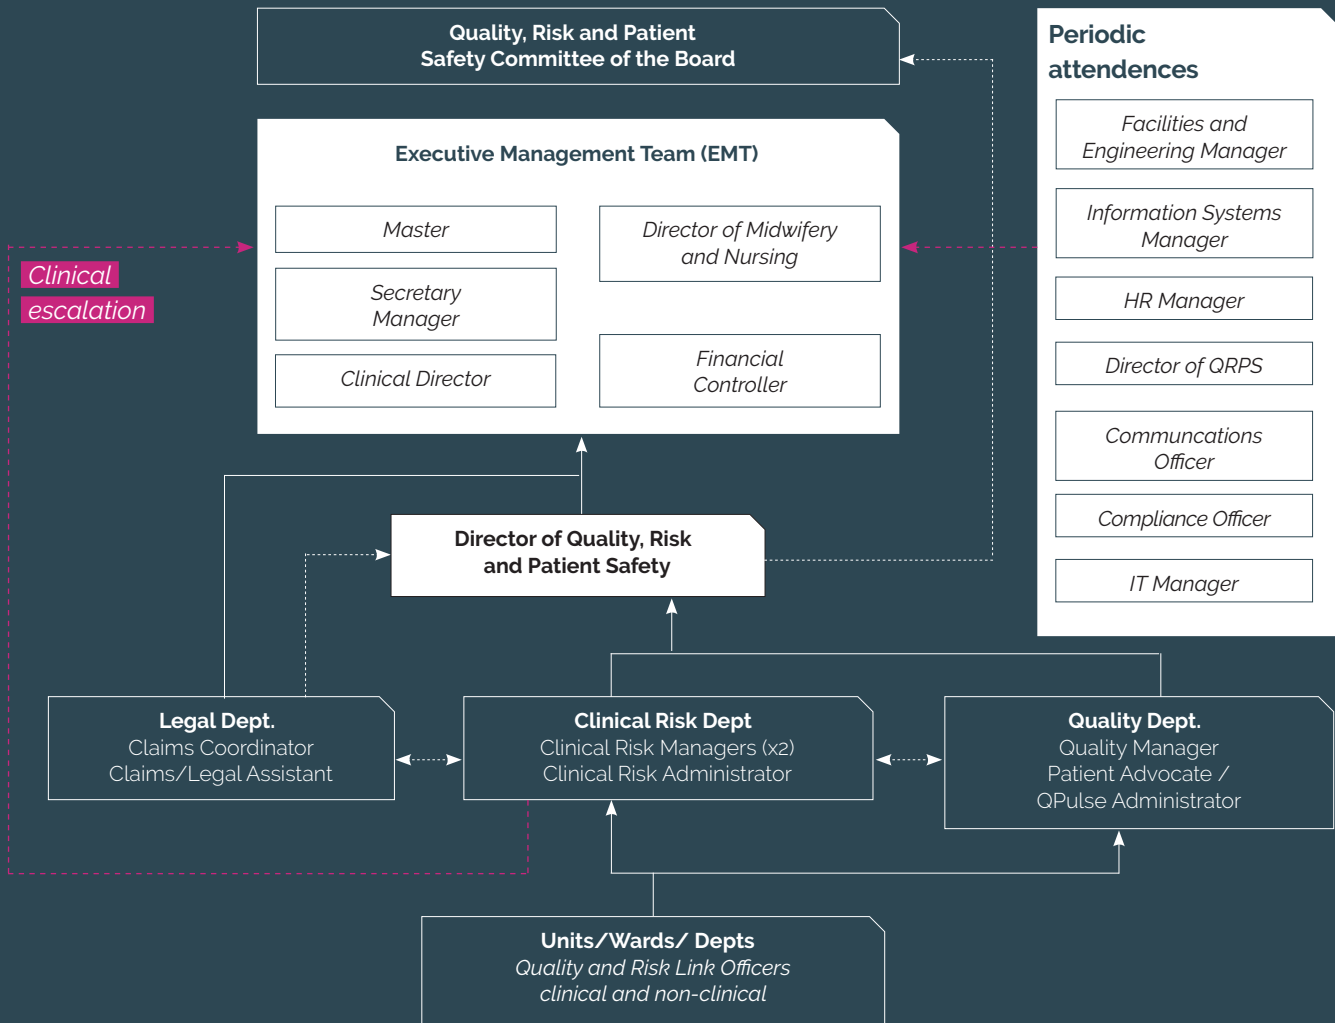 Quality, Risk and Patient
Safety Committee of the Board
Periodic
attendences
Facilities and
Engineering Manager
Information Systems
Manager
HR Manager
Director of QRPS
Communcations
Officer
Compliance Officer
IT Manager
Executive Management Team (EMT)
Master
Secretary
Manager
Clinical Director
Director of Midwifery
and Nursing
Financial
Controller
Clinical
escalation
Director of Quality, Risk
and Patient Safety
Legal Dept.
Claims Coordinator
Claims/Legal Assistant
Clinical Risk Dept
Clinical Risk Managers (x2)
Clinical Risk Administrator
Quality Dept.
Quality Manager
Patient Advocate /
QPulse Administrator
Units/Wards/ Depts
Quality and Risk Link Officers
clinical and non-clinical